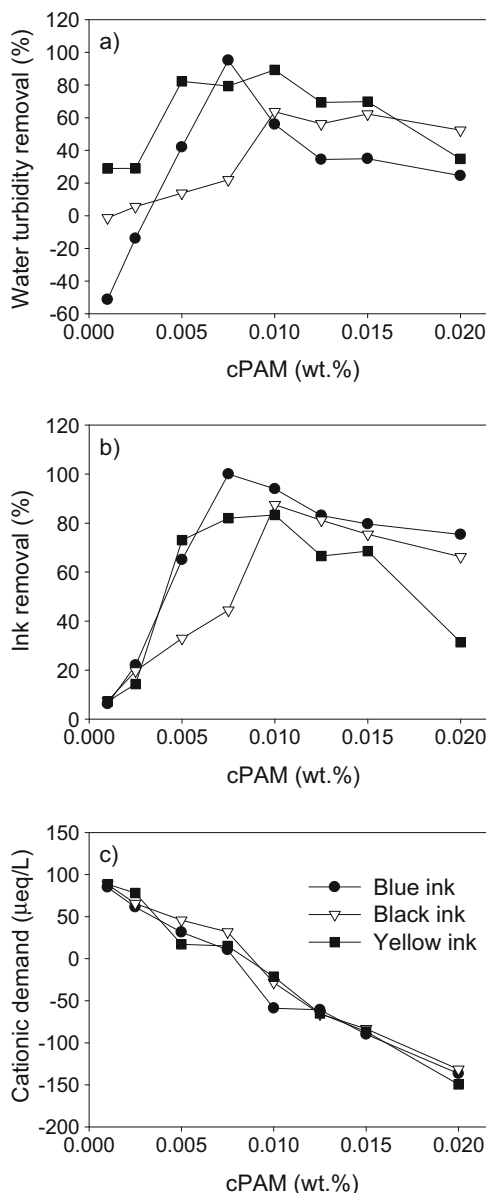 a)
Water turbidity removal (%)
120
100
80
60
40
20
0
-20
-40
-60
0.000 0.005 0.010 0.015 0.020
cPAM (wt.%)
b)
Ink removal (%)
120
100
80
60
40
20
0
0.000 0.005 0.010 0.015 0.020
cPAM (wt.%)
c)
Cationic demand (μeq/L)
150
100
50
0
-50
-100
-150
-200
Blue ink
Black ink
Yellow ink
0.000 0.005 0.010 0.015 0.020
cPAM (wt.%)